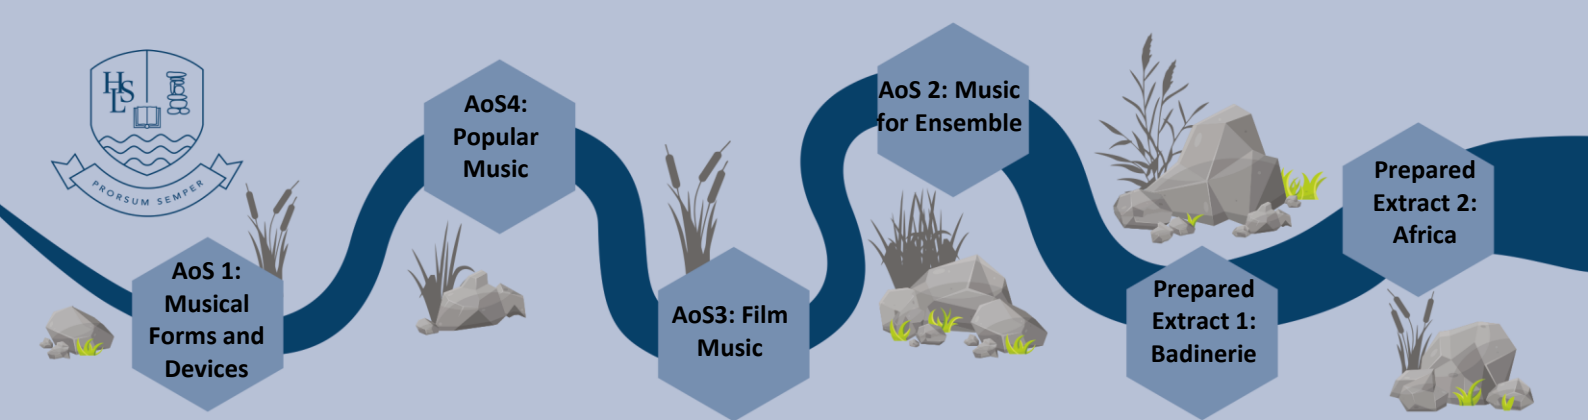 HLS
PRORSUM SEMPER
AoS 1:
Musical
Forms and
Devices
AoS4:
Popular
Music
AoS3: Film
Music
AoS 2: Music
for Ensemble
Prepared
Extract 1:
Badinerie
Prepared
Extract 2:
Africa